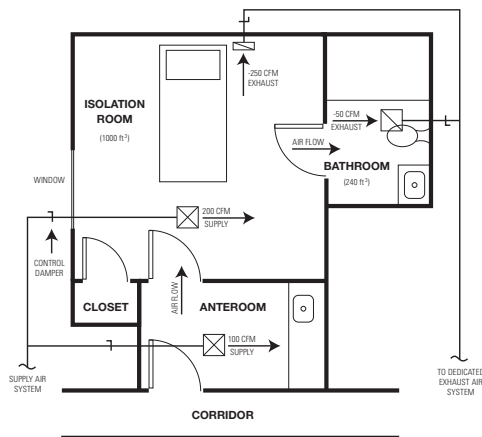 -250 CFM
EXHAUST
ISOLATION
ROOM
(1000 ft³)
-50 CFM
EXHAUST
AIR FLOW
BATHROOM
(240 ft³)
WINDOW
200 CFM
SUPPLY
CONTROL
DAMPER
AIR FLOW
CLOSET
ANTEROOM
100 CFM
SUPPLY
SUPPLY AIR
SYSTEM
TO DEDICATED
EXHAUST AIR
SYSTEM
CORRIDOR